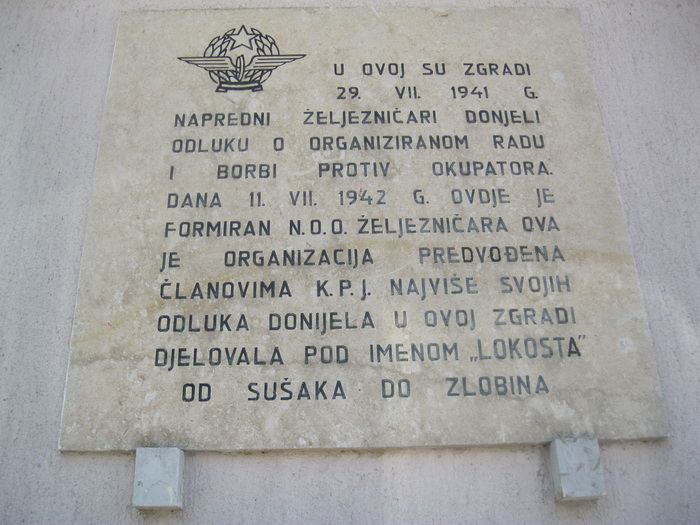 U OVOJ SU ZGRADI
29. VII. 1941 G.
NAPREDNI ŽELJEZNIČARI DONJELI
ODLUKU O ORGANIZIRANOM RADU
I BORBI PROTIV OKUPATORA.
DANA 11. VII. 1942 G. OVDJE JE
FORMIRAN N.O.O. ŽELJEZNIČARA OVA
JE ORGANIZACIJA PREDVOĐENA
ČLANOVIMA K.P.J. NAJVIŠE SVOJIH
ODLUKA DONIJELA U OVOJ ZGRADI
DJELOVALA POD IMENOM „LOKOSTA"
OD SUŠAKA DO ZLOBINA